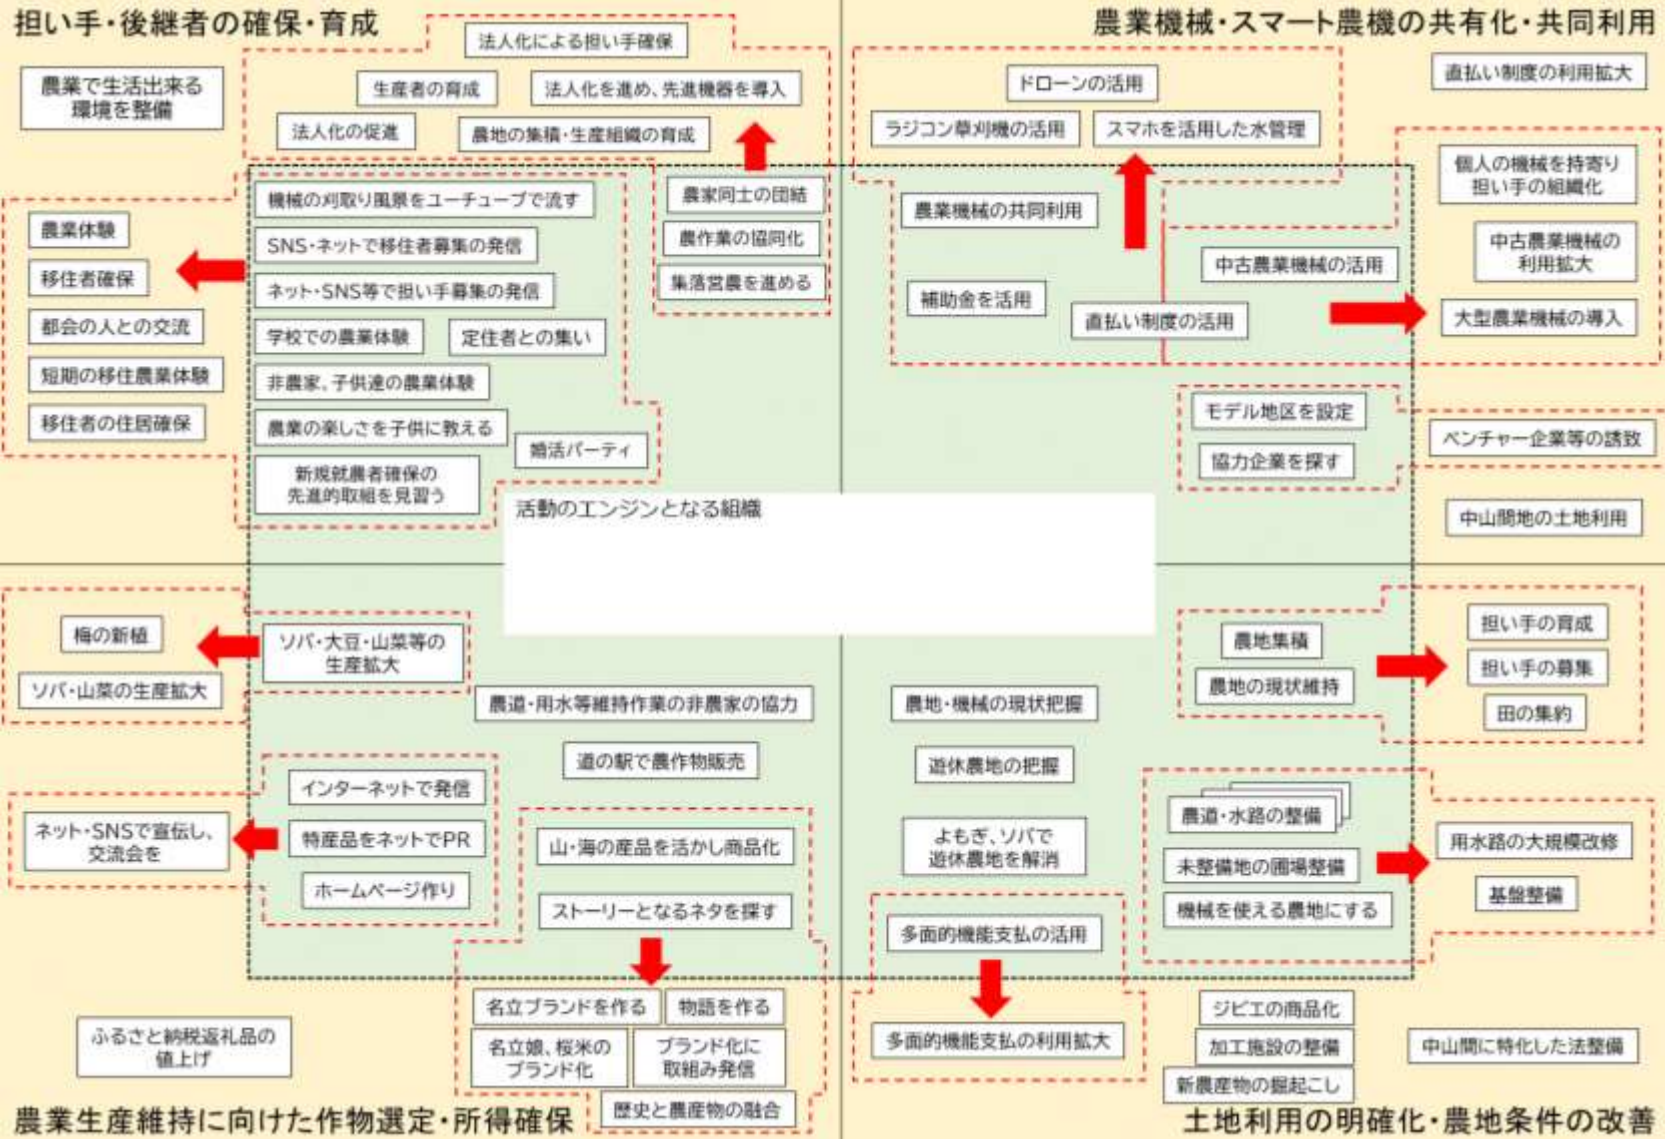 担い手・後継者の確保・育成
法人化による担い手確保
農業で生活出来る
環境を整備
生産者の育成
法人化を進め、先進機器を導入
法人化の促進
農地の集積・生産組織の育成
機械の刈取り風景をユーチューブで流す
農家同士の団結
農業体験
SNS・ネットで移住者募集の発信
農作業の協同化
移住者確保
ネット・SNS等で担い手募集の発信
集落営農を進める
都会の人との交流
学校での農業体験
定住者との集い
短期の移住農業体験
非農家、子供達の農業体験
移住者の住居確保
農業の楽しさを子供に教える
婚活パーティ
新規就農者確保の
先進的取組を見習う
農業機械・スマート農機の共有化・共同利用
直払い制度の利用拡大
ドローンの活用
ラジコン草刈機の活用
スマホを活用した水管理
個人の機械を持寄り
担い手の組織化
農業機械の共同利用
中古農業機械の
利用拡大
中古農業機械の活用
補助金を活用
直払い制度の活用
大型農業機械の導入
モデル地区を設定
ベンチャー企業等の誘致
協力企業を探す
中山間地の土地利用
活動のエンジンとなる組織
梅の新植
ソバ・大豆・山菜等の
生産拡大
ソバ・山菜の生産拡大
農道・用水等維持作業の非農家の協力
道の駅で農作物販売
インターネットで発信
ネット・SNSで宣伝し、
交流会を
特産品をネットでPR
山・海の産品を活かし商品化
ホームページ作り
ストーリーとなるネタを探す
名立ブランドを作る
物語を作る
ふるさと納税返礼品の
値上げ
名立娘、桜米の
ブランド化
ブランド化に
取組み発信
歴史と農産物の融合
農業生産維持に向けた作物選定・所得確保
農地集積
担い手の育成
農地の現状維持
担い手の募集
農地・機械の現状把握
田の集約
遊休農地の把握
農道・水路の整備
よもぎ、ソバで
遊休農地を解消
用水路の大規模改修
未整備地の圃場整備
基盤整備
機械を使える農地にする
多面的機能支払の活用
多面的機能支払の利用拡大
ジビエの商品化
加工施設の整備
中山間に特化した法整備
新農産物の掘起こし
土地利用の明確化・農地条件の改善